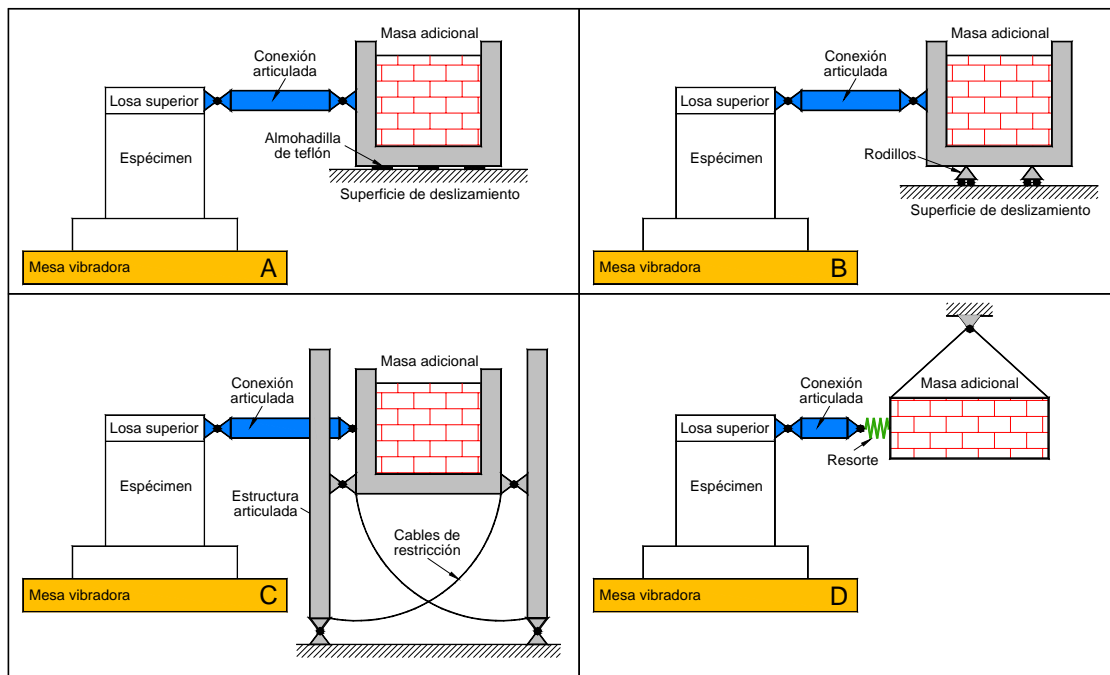 Masa adicional
Conexión
articulada
Losa superior
Almohadilla
de teflón
Espécimen
Superficie de deslizamiento
Mesa vibradora
A
Masa adicional
Conexión
articulada
Losa superior
Espécimen
Rodillos
Superficie de deslizamiento
Mesa vibradora
B
Masa adicional
Conexión
articulada
Losa superior
Espécimen
Estructura
articulada
Cables de
restricción
Mesa vibradora
C
Conexión
articulada
Masa adicional
Losa superior
Resorte
Espécimen
Mesa vibradora
D